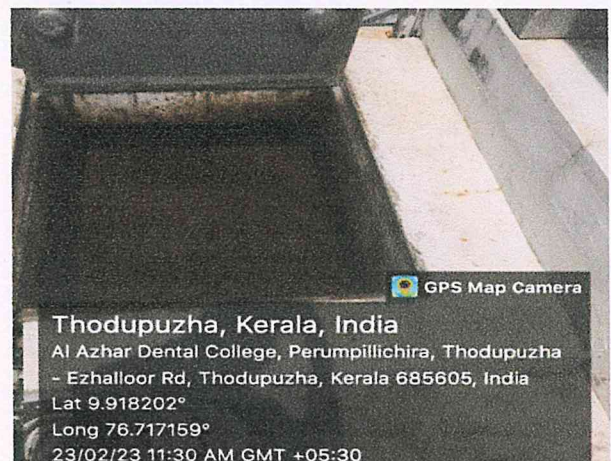 GPS Map Camera
Thodupuzha, Kerala, India
Al Azhar Dental College, Perumpillichira, Thodupuzha
- Ezhalloor Rd, Thodupuzha, Kerala 685605, India
Lat 9.918202°
Long 76.717159°
23/02/23 11:30 AM GMT +05:30